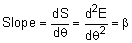 Slope = dS/dθ = d²E/dθ² = β